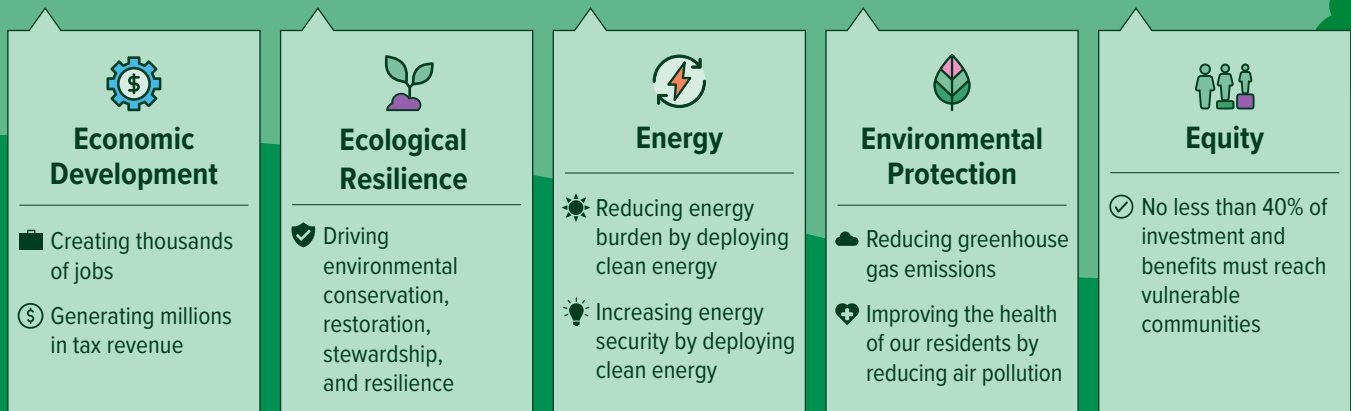 Economic
Development
Creating thousands
of jobs
Generating millions
in tax revenue
Ecological
Resilience
Driving
environmental
conservation,
restoration,
stewardship,
and resilience
Energy
Reducing energy
burden by deploying
clean energy
Increasing energy
security by deploying
clean energy
Environmental
Protection
Reducing greenhouse
gas emissions
Improving the health
of our residents by
reducing air pollution
Equity
No less than 40% of
investment and
benefits must reach
vulnerable
communities